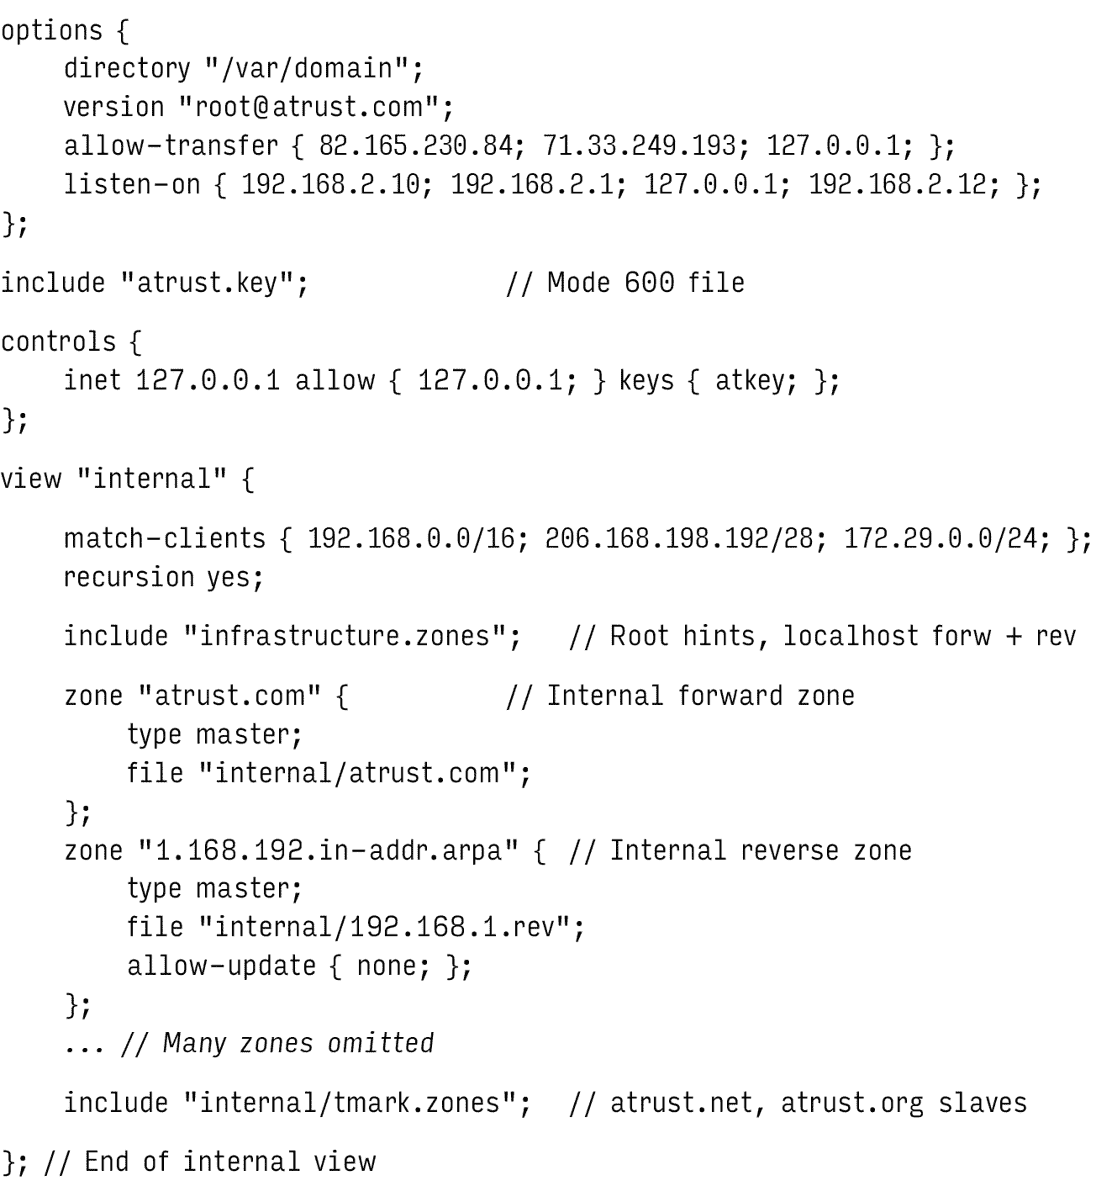 options {
    directory "/var/domain";
    version "root@atrust.com";
    allow-transfer { 82.165.230.84; 71.33.249.193; 127.0.0.1; };
    listen-on { 192.168.2.10; 192.168.2.1; 127.0.0.1; 192.168.2.12; };
};
include "atrust.key";    // Mode 600 file
controls {
    inet 127.0.0.1 allow { 127.0.0.1; } keys { atkey; };
};
view "internal" {
    match-clients { 192.168.0.0/16; 206.168.198.192/28; 172.29.0.0/24; };
    recursion yes;
    include "infrastructure.zones";    // Root hints, localhost forw + rev
    zone "atrust.com" {    // Internal forward zone
        type master;
        file "internal/atrust.com";
    };
    zone "1.168.192.in-addr.arpa" {    // Internal reverse zone
        type master;
        file "internal/192.168.1.rev";
        allow-update { none; };
    };
    ... // Many zones omitted
    include "internal/tmark.zones";    // atrust.net, atrust.org slaves
}; // End of internal view